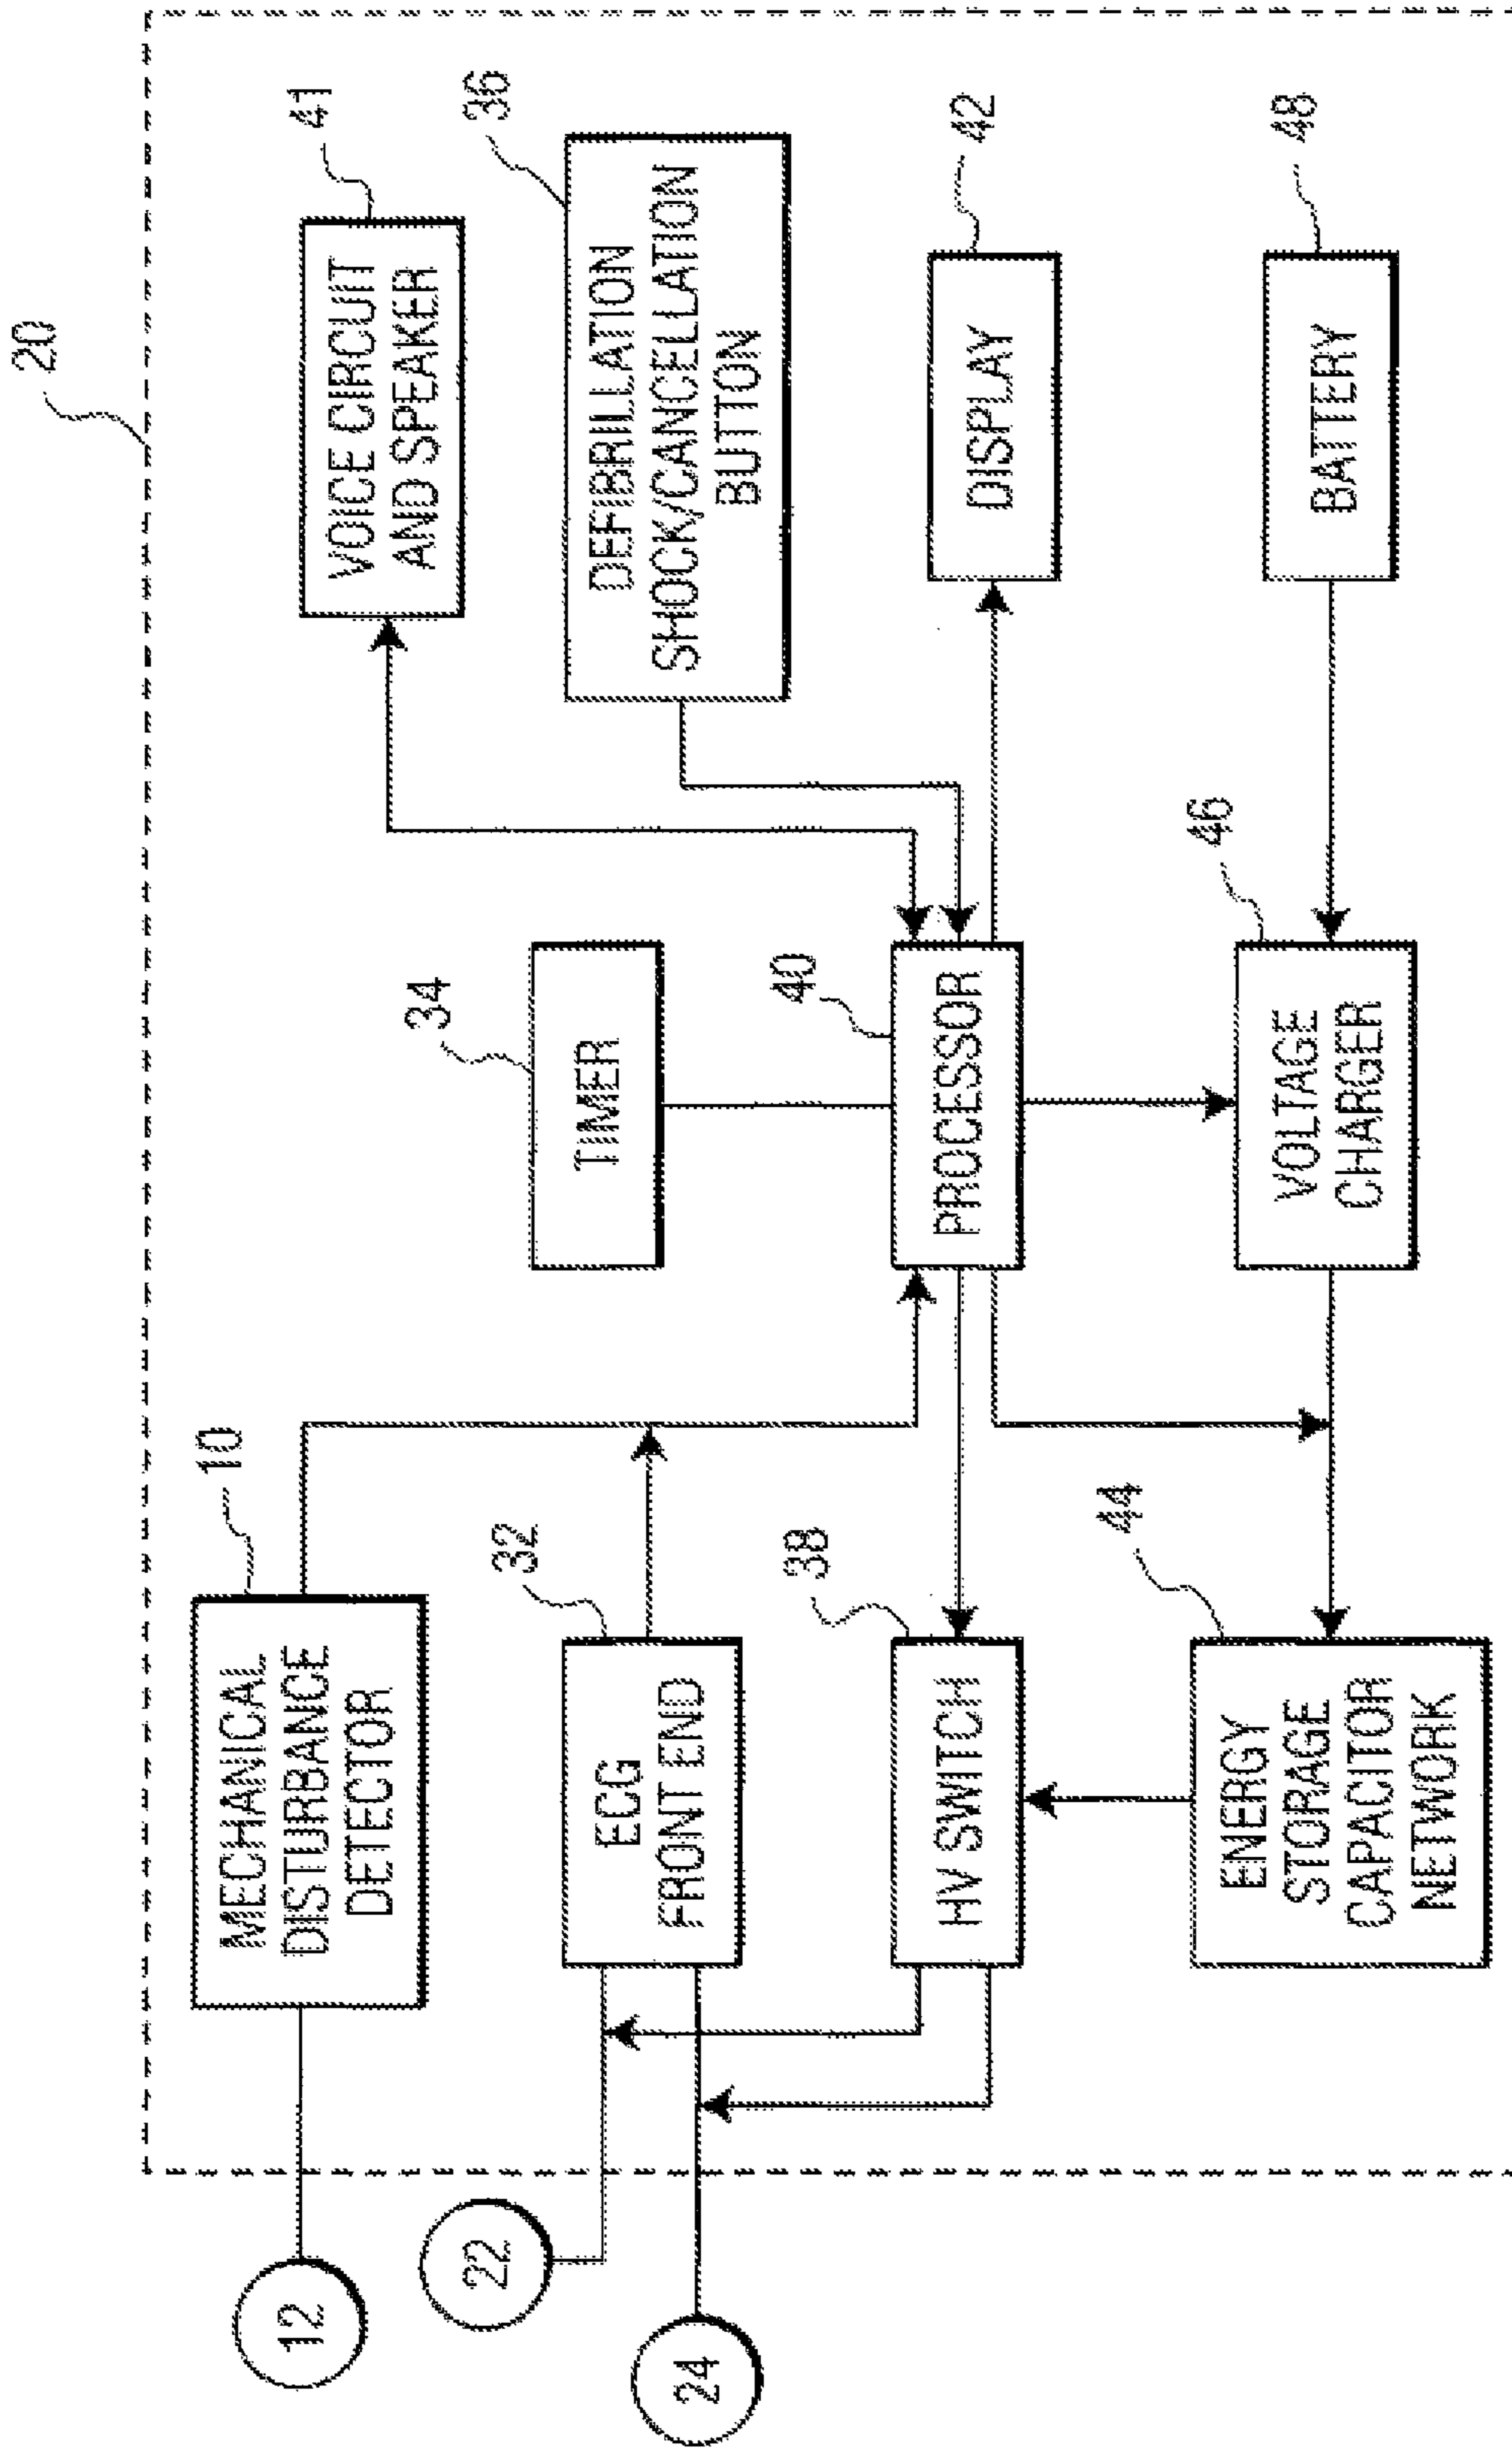 20
10
MECHANICAL
DISTURBANCE
DETECTOR
12
41
VOICE CIRCUIT
AND SPEAKER
34
TIMER
32
ECG
FRONT END
22
24
36
DEFIBRILLATION
SHOCK/CANCELLATION
BUTTON
40
PROCESSOR
38
HV SWITCH
42
DISPLAY
44
ENERGY
STORAGE
CAPACITOR
NETWORK
46
VOLTAGE
CHARGER
48
BATTERY